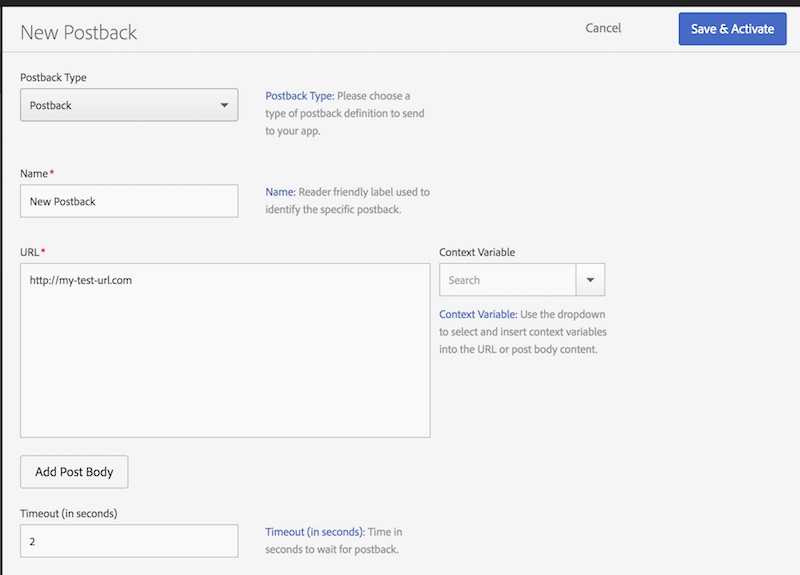 New Postback
Cancel
Save & Activate
Postback Type
Postback
Postback Type: Please choose a
type of postback definition to send
to your app.
Name*
New Postback
Name: Reader friendly label used to
identify the specific postback.
URL*
http://my-test-url.com
Context Variable
Search
Context Variable: Use the dropdown
to select and insert context variables
into the URL or post body content.
Add Post Body
Timeout (in seconds)
2
Timeout (in seconds): Time in
seconds to wait for postback.